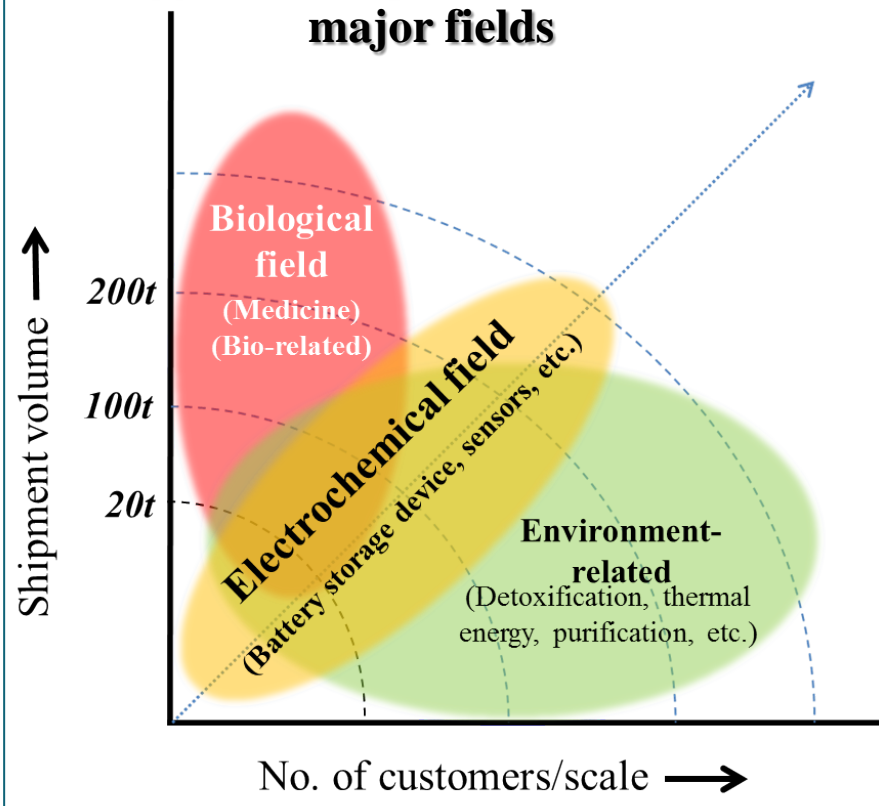 major fields
Biological
field
(Medicine)
(Bio-related)
200t
100t
20t
Shipment volume
Electrochemical field
(Battery storage device, sensors, etc.)
Environment-
related
(Detoxification, thermal
energy, purification, etc.)
No. of customers/scale